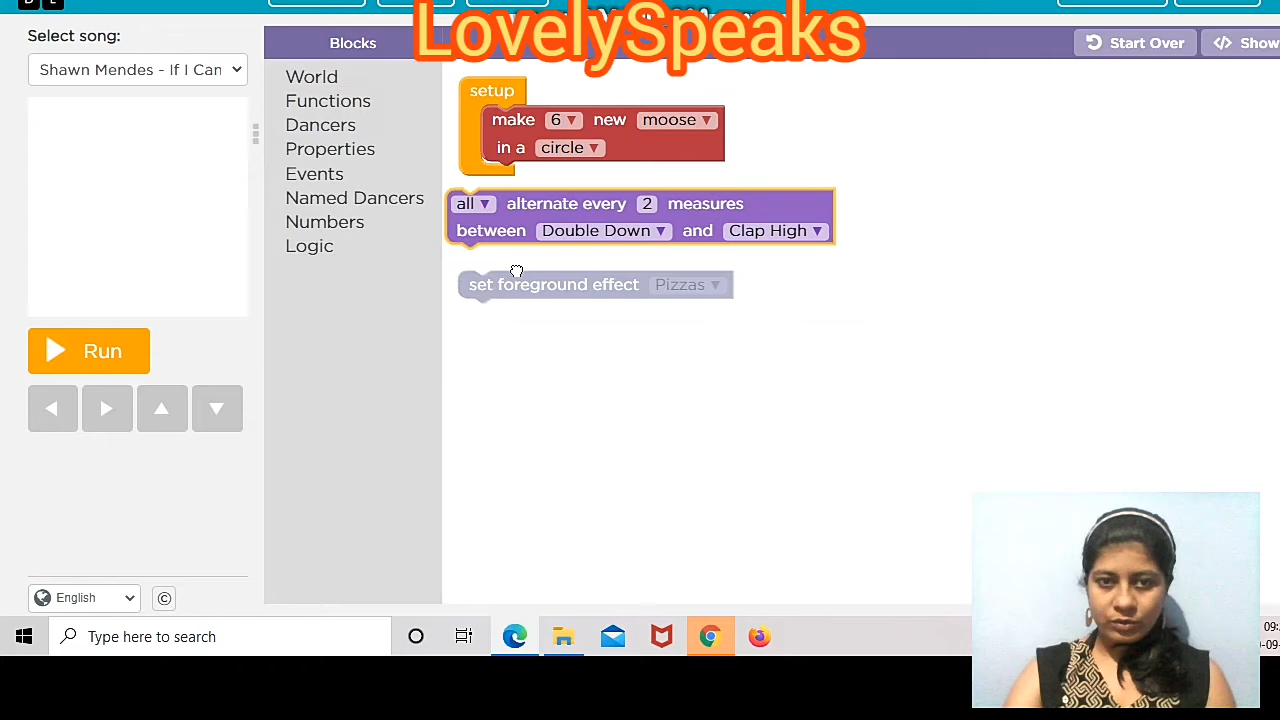 LovelySpeaks
Select song:
Shawn Mendes - If I Can
Blocks
Start Over
Show
World
Functions
Dancers
Properties
Events
Named Dancers
Numbers
Logic
setup
make 6 new moose
in a circle
all alternate every 2 measures
between Double Down and Clap High
set foreground effect Pizzas
Run
English
©
Type here to search